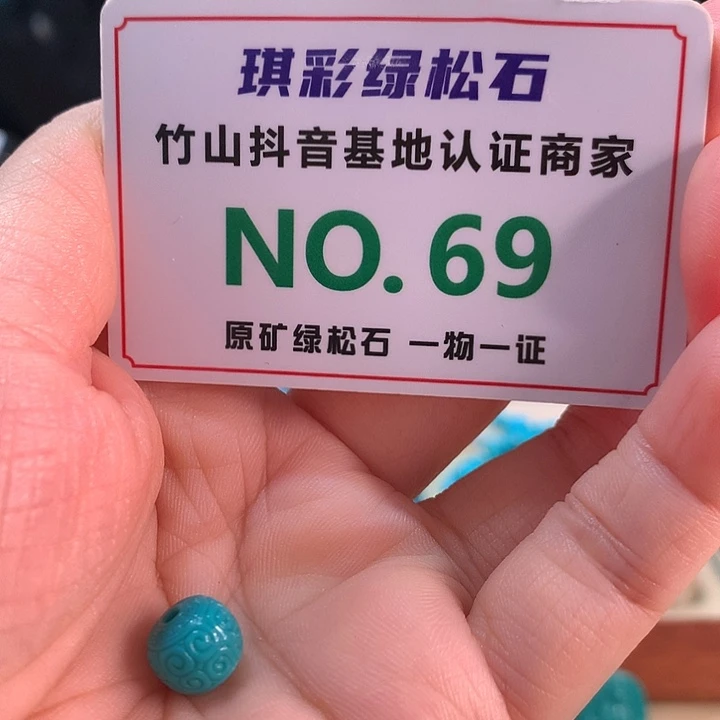 琪彩绿松石
竹山抖音基地认证商家
NO. 69
原矿绿松石 一物一证